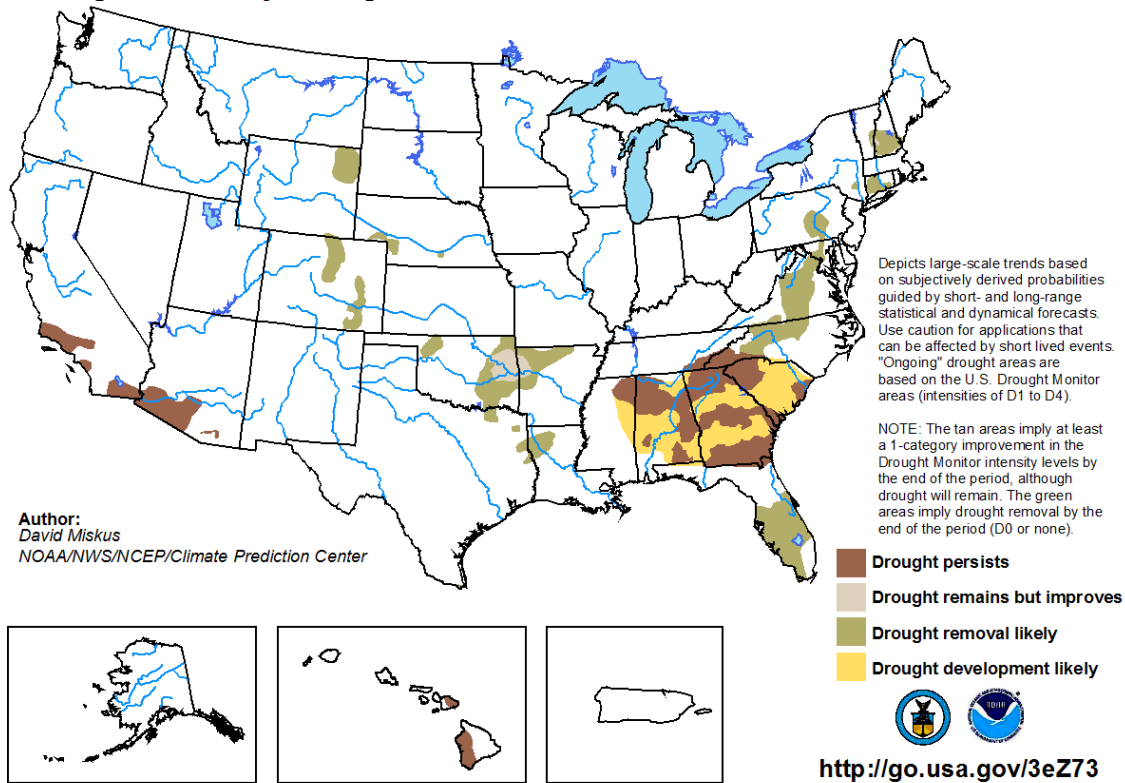 Depicts large-scale trends based
on subjectively derived probabilities
guided by short- and long-range
statistical and dynamical forecasts.
Use caution for applications that
can be affected by short lived events.
"Ongoing" drought areas are
based on the U.S. Drought Monitor
areas (intensities of D1 to D4).
NOTE: The tan areas imply at least
a 1-category improvement in the
Drought Monitor intensity levels by
the end of the period, although
drought will remain. The green
areas imply drought removal by the
end of the period (D0 or none).
Author:
David Miskus
NOAA/NWS/NCEP/Climate Prediction Center
Drought persists
Drought remains but improves
Drought removal likely
Drought development likely
http://go.usa.gov/3eZ73